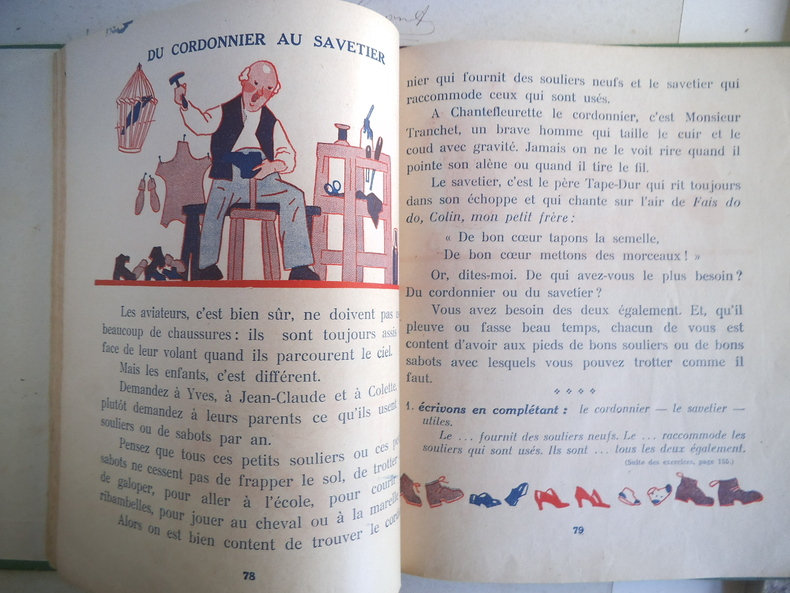 DU CORDONNIER AU SAVETIER
Les aviateurs, c'est bien sûr, ne doivent pas
beaucoup de chaussures : ils sont toujours assis
face de leur volant quand ils parcourent le ciel.
Mais les enfants, c'est différent.
Demandez à Yves, à Jean-Claude et à Colette,
plutôt demandez à leurs parents ce qu'ils usent
souliers ou de sabots par an.
Pensez que tous ces petits souliers ou ces
sabots ne cessent pas de frapper le sol, de trotter
de galoper, pour aller à l'école, pour courir
ribambelles, pour jouer au cheval ou à la marelle
Alors on est bien content de trouver le
78
nier qui fournit des souliers neufs et le savetier qui
raccommode ceux qui sont usés.
A Chantefleurette le cordonnier, c'est Monsieur
Tranchet, un brave homme qui taille le cuir et le
coud avec gravité. Jamais on ne le voit rire quand il
pointe son alène ou quand il tire le fil.
Le savetier, c'est le père Tape-Dur qui rit toujours
dans son échoppe et qui chante sur l'air de Fais do
do, Colin, mon petit frère :
« De bon cœur tapons la semelle,
De bon cœur mettons des morceaux ! »
Or, dites-moi. De qui avez-vous le plus besoin ?
Du cordonnier ou du savetier ?
Vous avez besoin des deux également. Et, qu'il
pleuve ou fasse beau temps, chacun de vous est
content d'avoir aux pieds de bons souliers ou de bons
sabots avec lesquels vous pouvez trotter comme il
faut.
1. écrivons en complétant : le cordonnier — le savetier —
utiles.
Le ... fournit des souliers neufs. Le ... raccommode les
souliers qui sont usés. Ils sont ... tous les deux également.
(Suite des exercices, page 155.)
79